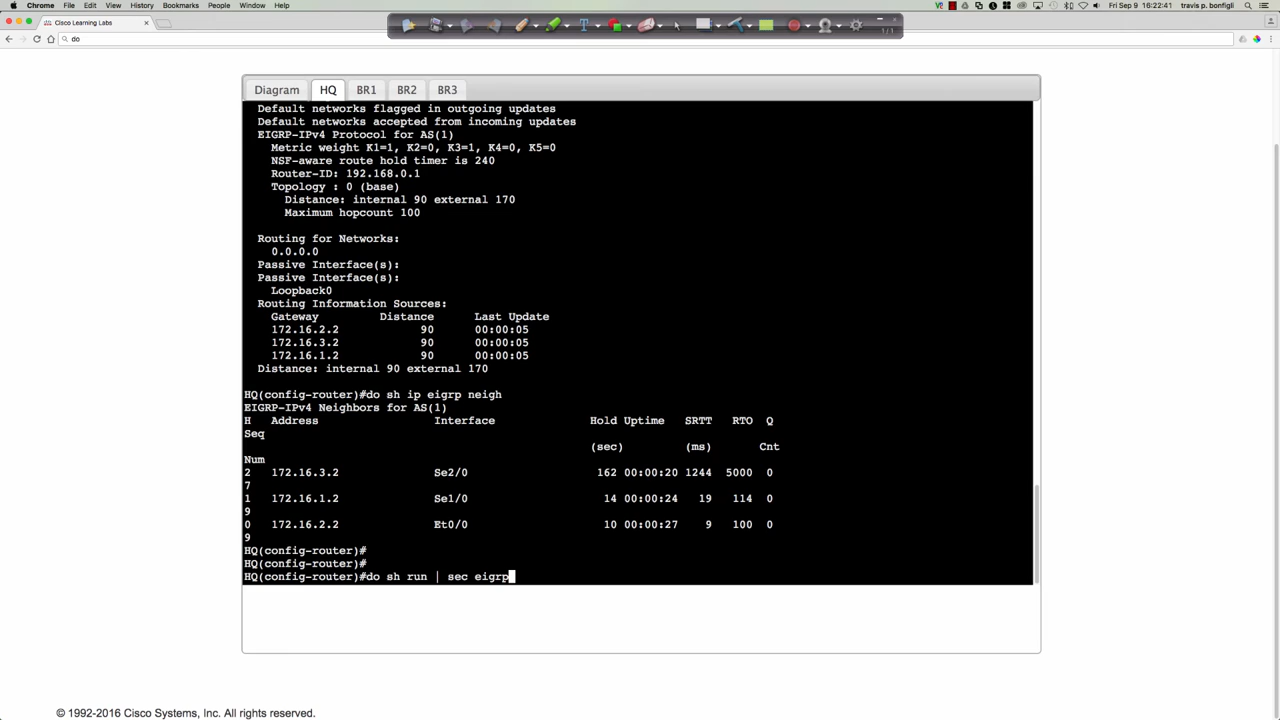 Chrome File Edit View History Bookmarks People Window Help
Fri Sep 9 16:22:41 travis p. bonfigli
Cisco Learning Labs
do
Diagram HQ BR1 BR2 BR3
Default networks flagged in outgoing updates
Default networks accepted from incoming updates
EIGRP-IPv4 Protocol for AS(1)
Metric weight K1=1, K2=0, K3=1, K4=0, K5=0
NSF-aware route hold timer is 240
Router-ID: 192.168.0.1
Topology : 0 (base)
Distance: internal 90 external 170
Maximum hopcount 100
Routing for Networks:
0.0.0.0
Passive Interface(s):
Passive Interface(s):
Loopback0
Routing Information Sources:
Gateway Distance Last Update
172.16.2.2 90 00:00:05
172.16.3.2 90 00:00:05
172.16.1.2 90 00:00:05
Distance: internal 90 external 170
HQ(config-router)#do sh ip eigrp neigh
EIGRP-IPv4 Neighbors for AS(1)
H Address Interface Hold Uptime SRTT RTO Q
Seq
(sec) (ms) Cnt
Num
2 172.16.3.2 Se2/0 162 00:00:20 1244 5000 0
7
1 172.16.1.2 Se1/0 14 00:00:24 19 114 0
9
0 172.16.2.2 Et0/0 10 00:00:27 9 100 0
9
HQ(config-router)#
HQ(config-router)#
HQ(config-router)#do sh run | sec eigrp
© 1992-2016 Cisco Systems, Inc. All rights reserved.